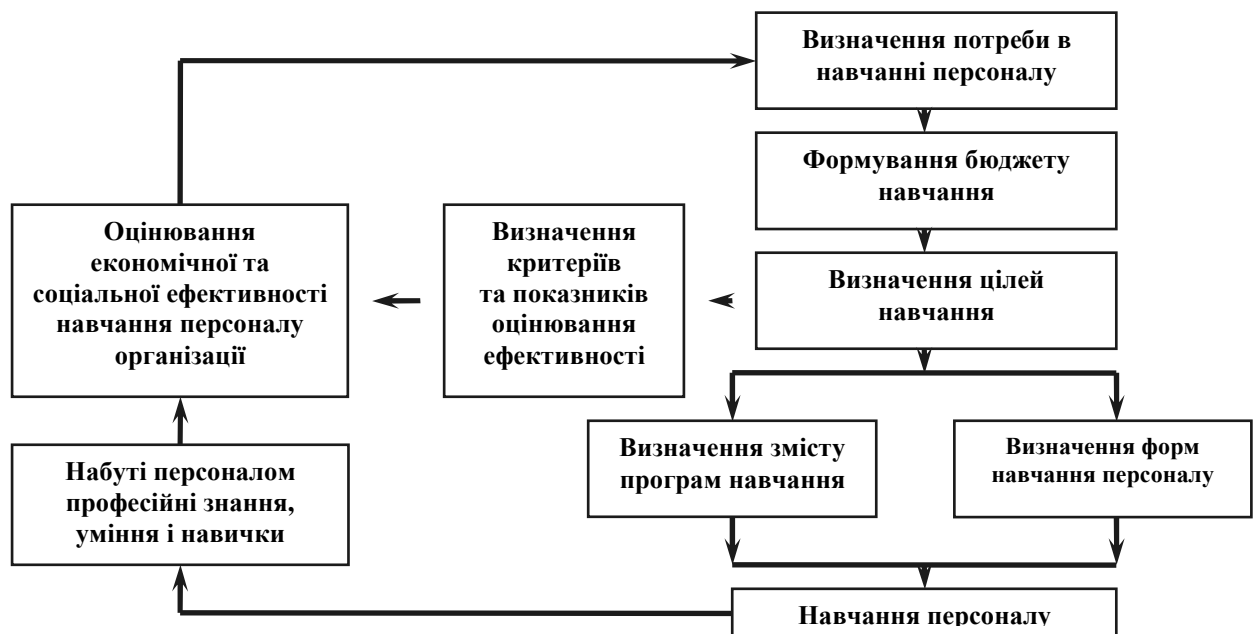 Визначення потреби в
навчанні персоналу
Формування бюджету
навчання
Оцінювання
економічної та
соціальної ефективності
навчання персоналу
організації
Визначення
критеріїв
та показників
оцінювання
ефективності
Визначення цілей
навчання
Набуті персоналом
професійні знання,
уміння і навички
Визначення змісту
програм навчання
Визначення форм
навчання персоналу
Навчання персоналу